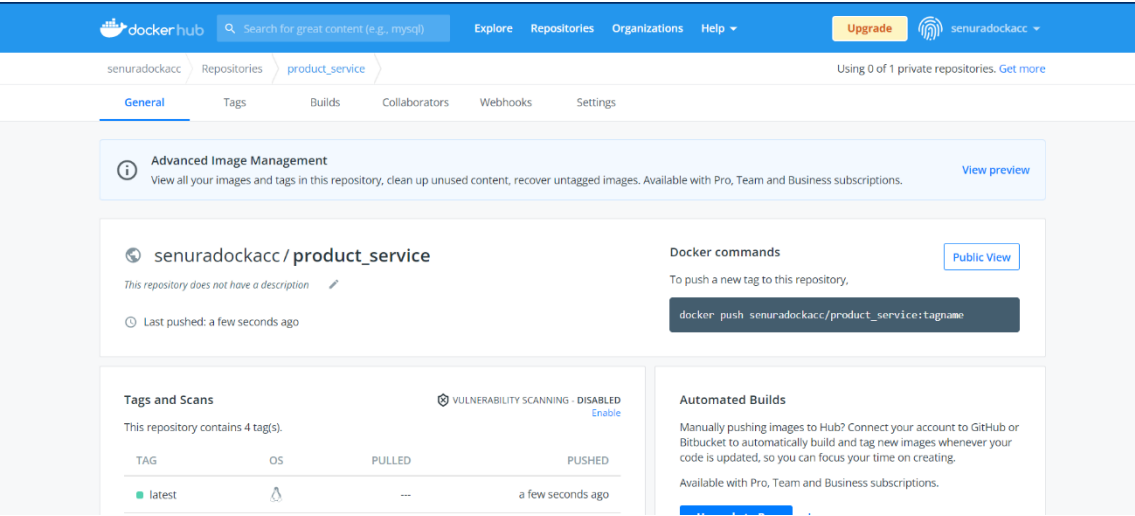 dockerhub
Search for great content (e.g., mysql)
Explore
Repositories
Organizations
Help
Upgrade
senuradockacc
senuradockacc
Repositories
product_service
Using 0 of 1 private repositories. Get more
General
Tags
Builds
Collaborators
Webhooks
Settings
Advanced Image Management
View all your images and tags in this repository, clean up unused content, recover untagged images. Available with Pro, Team and Business subscriptions.
View preview
senuradockacc / product_service
This repository does not have a description
Last pushed: a few seconds ago
Docker commands
Public View
To push a new tag to this repository,
docker push senuradockacc/product_service:tagname
Tags and Scans
VULNERABILITY SCANNING - DISABLED
Enable
This repository contains 4 tag(s).
TAG
OS
PULLED
PUSHED
latest
---
a few seconds ago
Automated Builds
Manually pushing images to Hub? Connect your account to GitHub or
Bitbucket to automatically build and tag new images whenever your
code is updated, so you can focus your time on creating.
Available with Pro, Team and Business subscriptions.